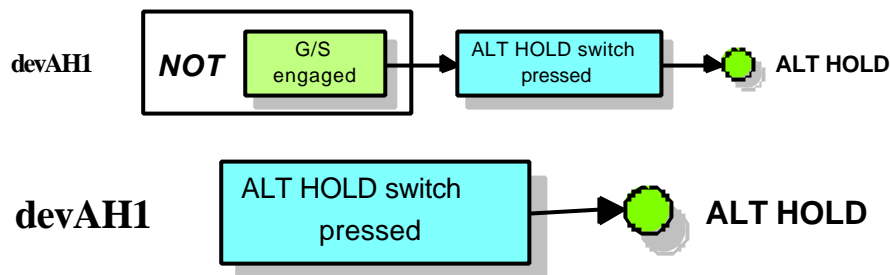 devAH1
NOT
G/S
engaged
ALT HOLD switch
pressed
ALT HOLD
devAH1
ALT HOLD switch
pressed
ALT HOLD